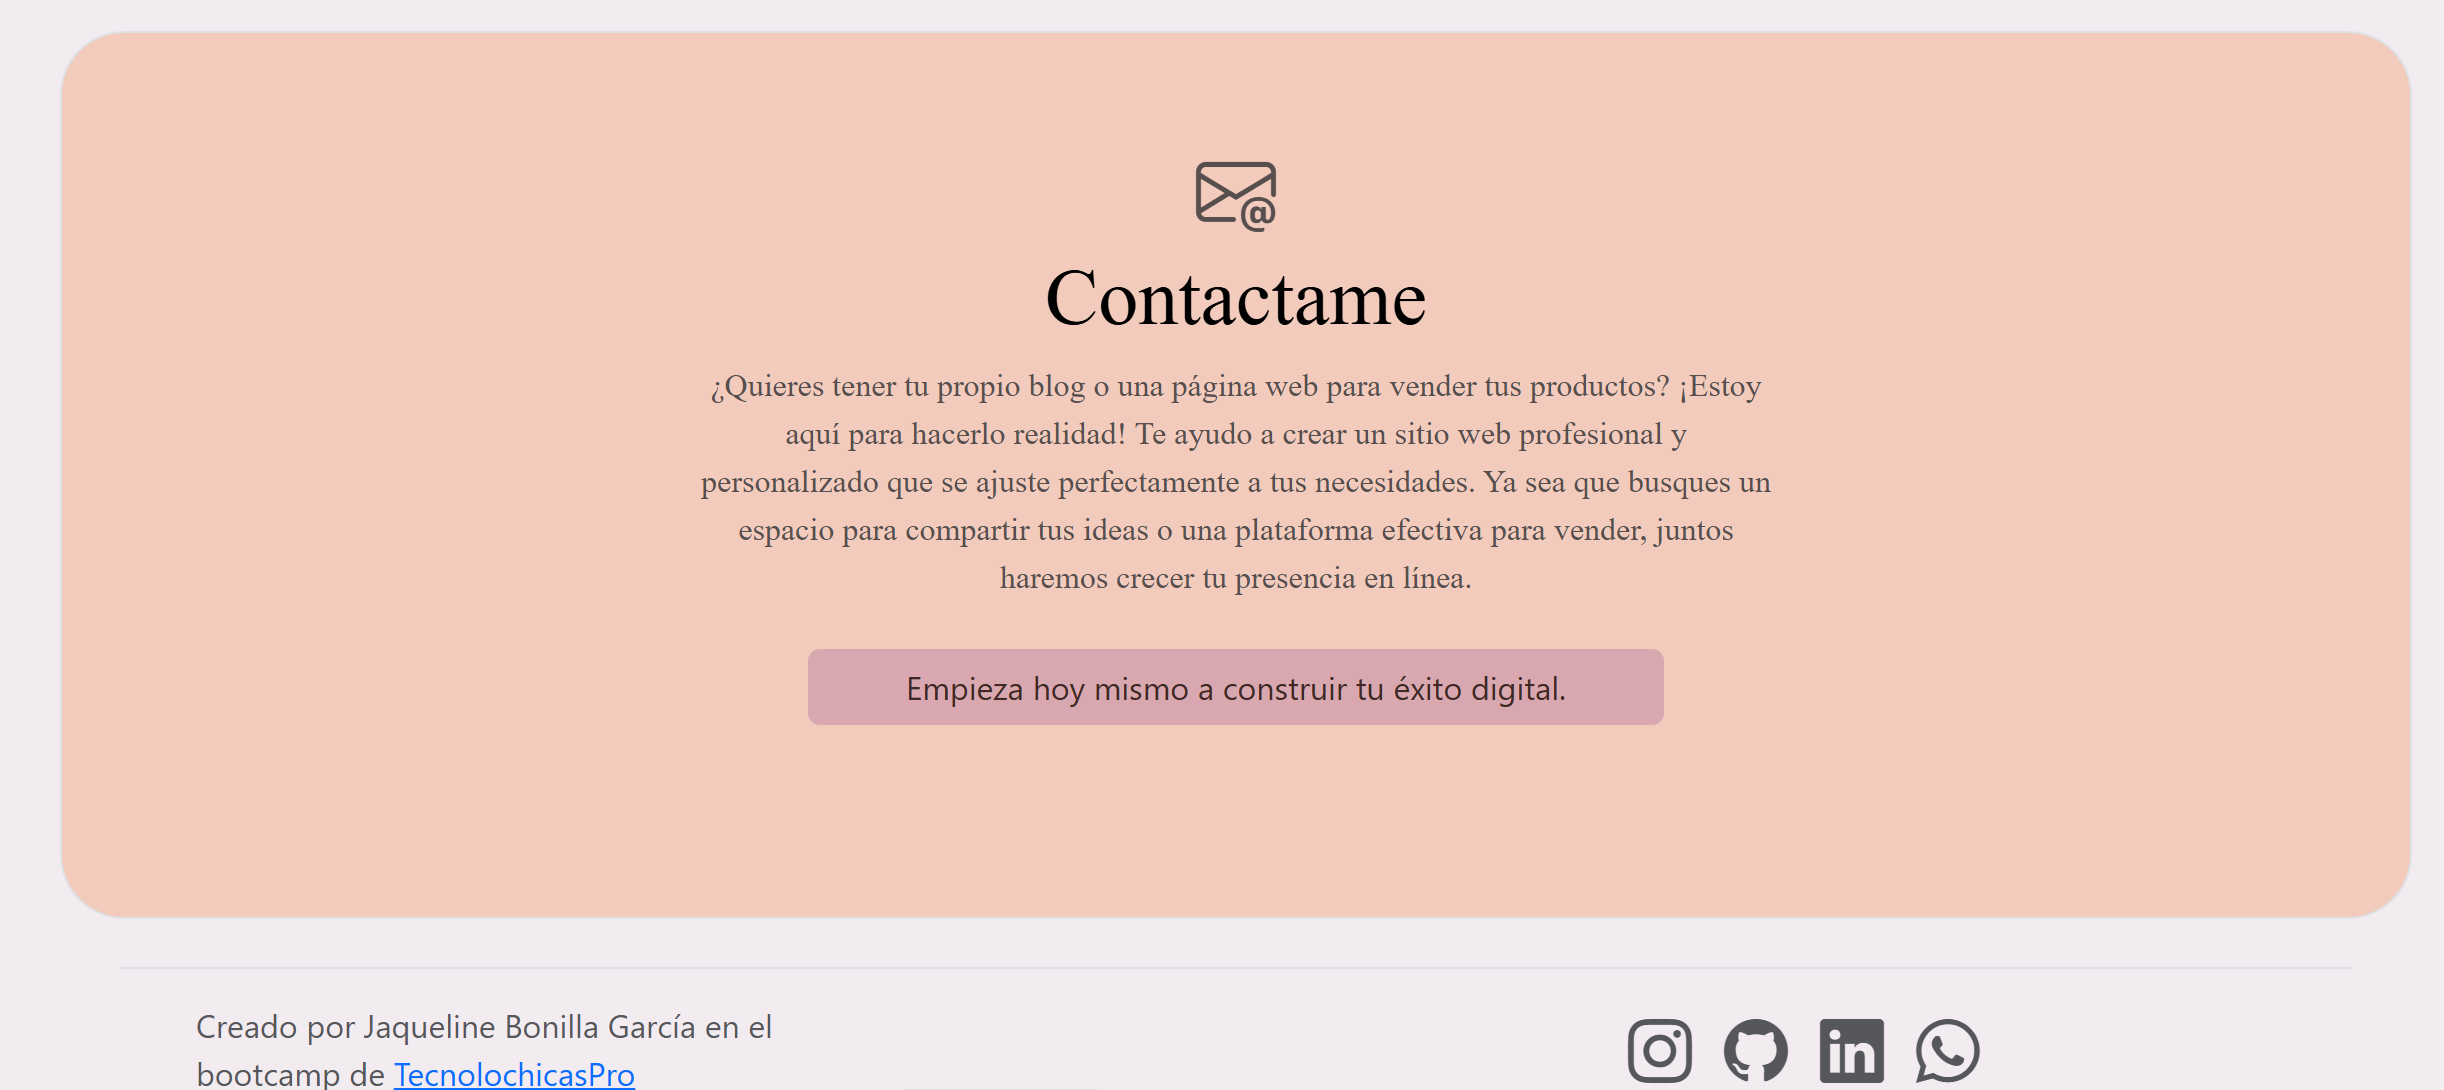 Contactame
¿Quieres tener tu propio blog o una página web para vender tus productos? ¡Estoy
aquí para hacerlo realidad! Te ayudo a crear un sitio web profesional y
personalizado que se ajuste perfectamente a tus necesidades. Ya sea que busques un
espacio para compartir tus ideas o una plataforma efectiva para vender, juntos
haremos crecer tu presencia en línea.
Empieza hoy mismo a construir tu éxito digital.
Creado por Jaqueline Bonilla García en el
bootcamp de TecnolochicasPro